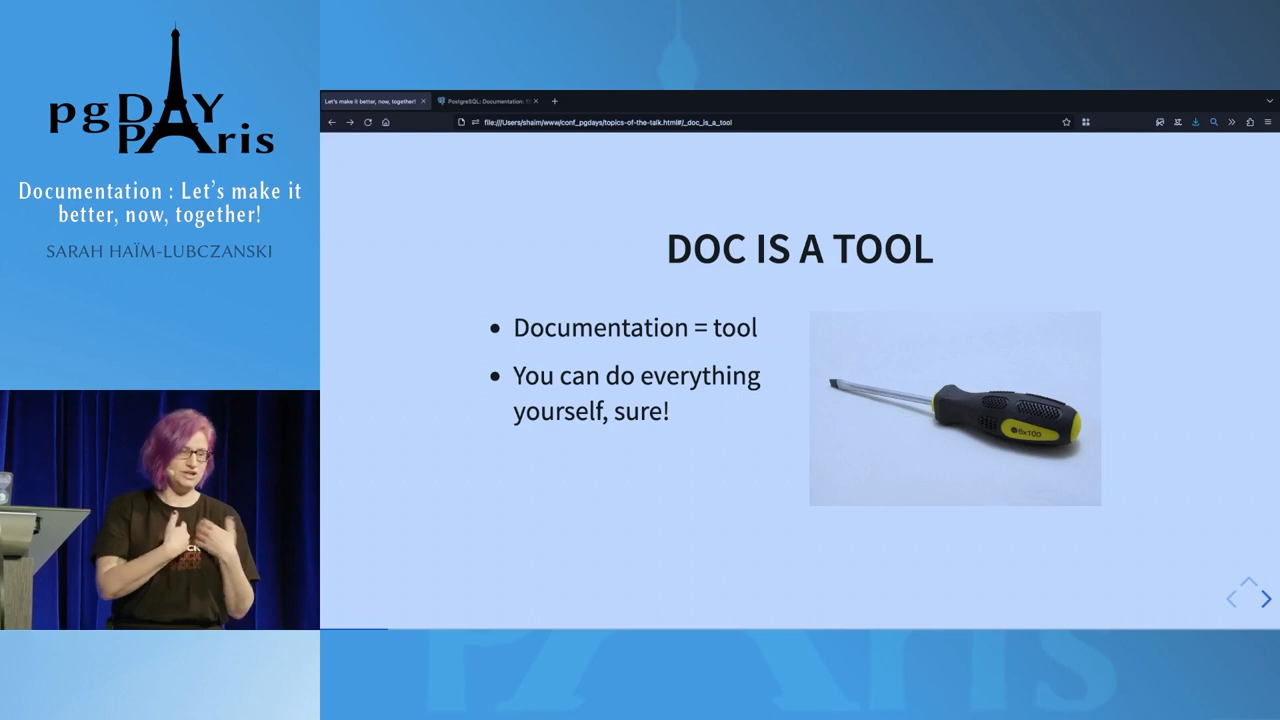 pgDAY
PAris
Documentation : Let's make it
better, now, together!
SARAH HAÏM-LUBCZANSKI
Let's make it better, now, together!
PostgreSQL: Documentation:
file:///Users/shaim/www/conf_pgdays/topics-of-the-talk.html#/_doc_is_a_tool
DOC IS A TOOL
Documentation = tool
You can do everything
yourself, sure!
6x100
PAris